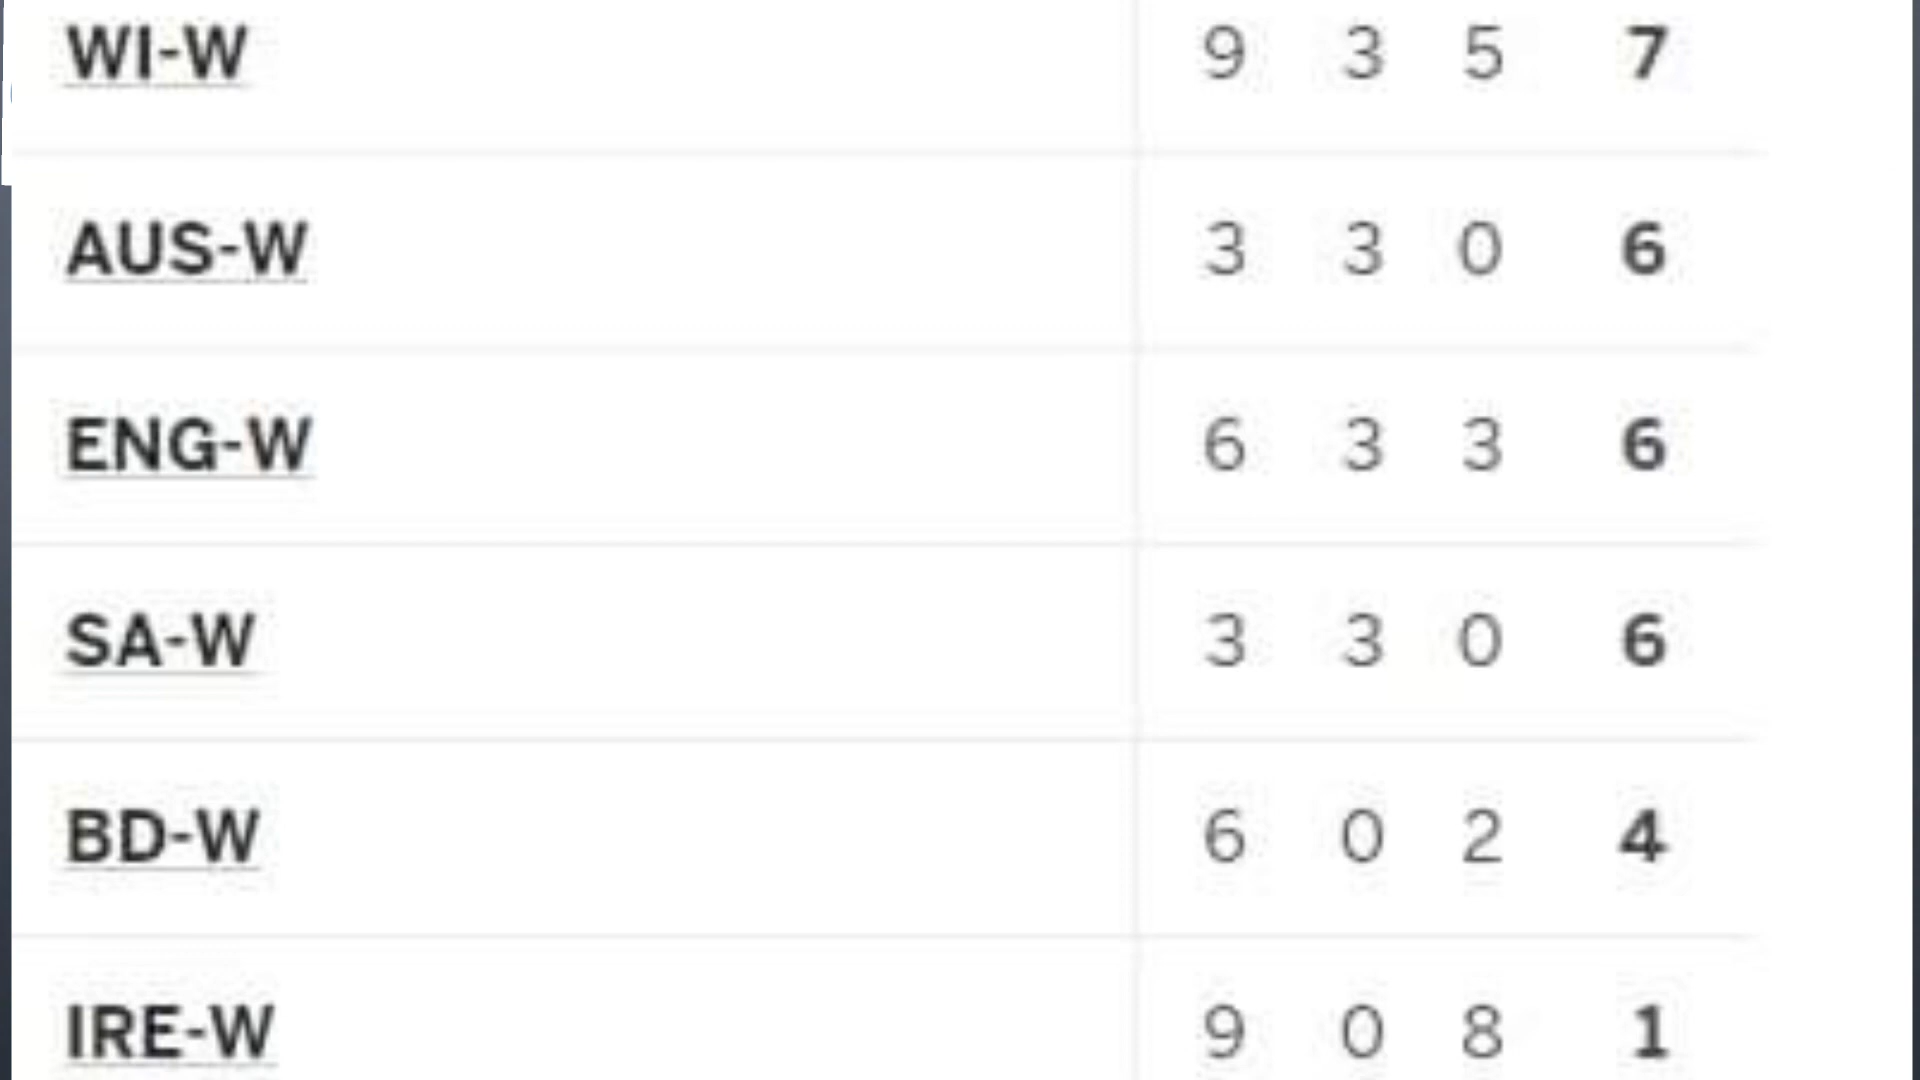 WI-W 9 3 5 7
AUS-W 3 3 0 6
ENG-W 6 3 3 6
SA-W 3 3 0 6
BD-W 6 0 2 4
IRE-W 9 0 8 1